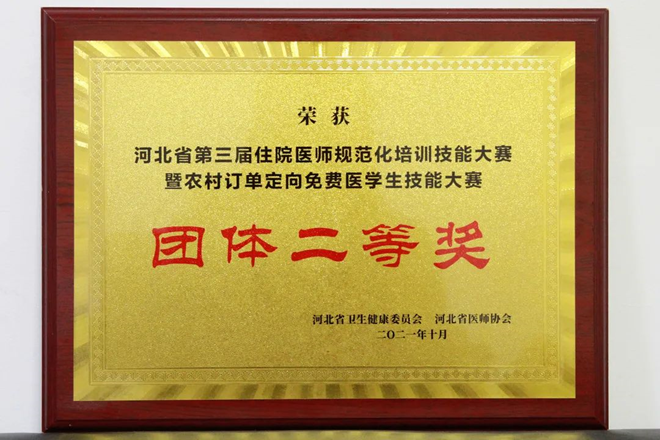 荣获
河北省第三届住院医师规范化培训技能大赛
暨农村订单定向免费医学生技能大赛
团体二等奖
河北省卫生健康委员会 河北省医师协会
二〇二一年十月